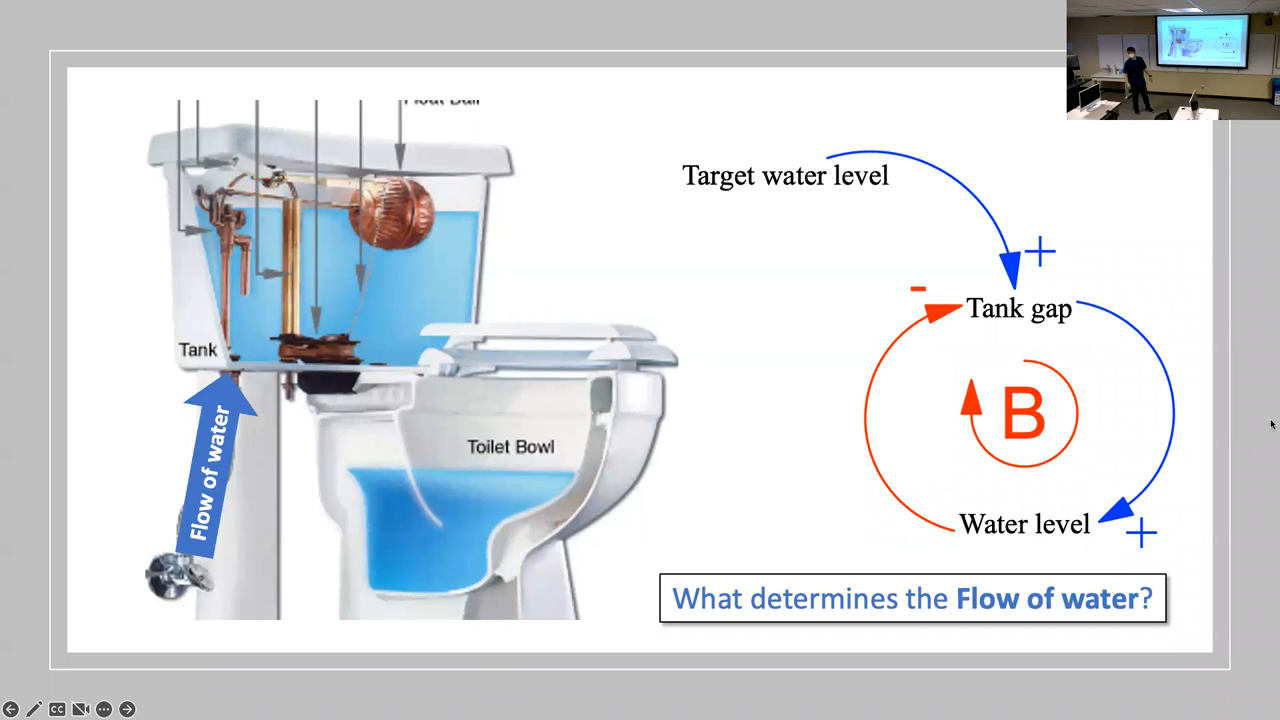 Float Ball
Target water level
+
-
Tank gap
Tank
B
Toilet Bowl
Flow of water
Water level
+
What determines the Flow of water?
CC